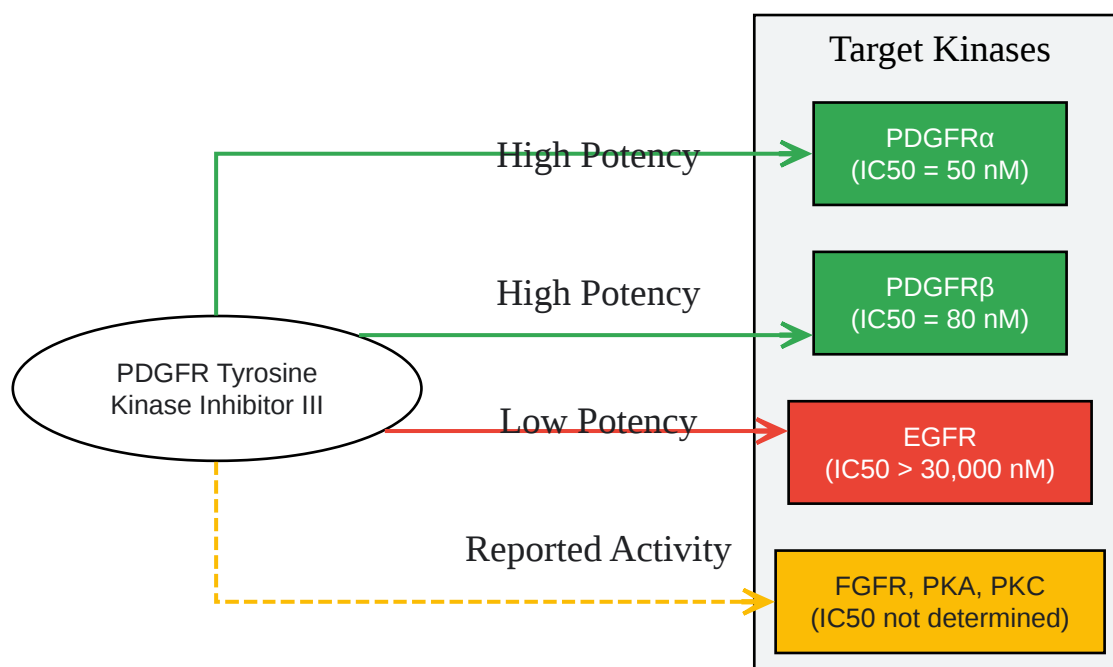 Target Kinases
High Potency
PDGFRα
(IC50 = 50 nM)
High Potency
PDGFRβ
(IC50 = 80 nM)
PDGFR Tyrosine
Kinase Inhibitor III
Low Potency
EGFR
(IC50 > 30,000 nM)
Reported Activity
FGFR, PKA, PKC
(IC50 not determined)